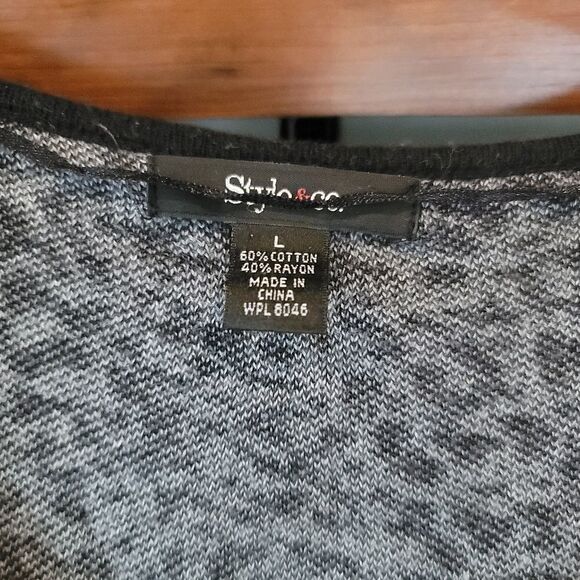 Style&co.
L
60% COTTON
40% RAYON
MADE IN
CHINA
WPL 8046